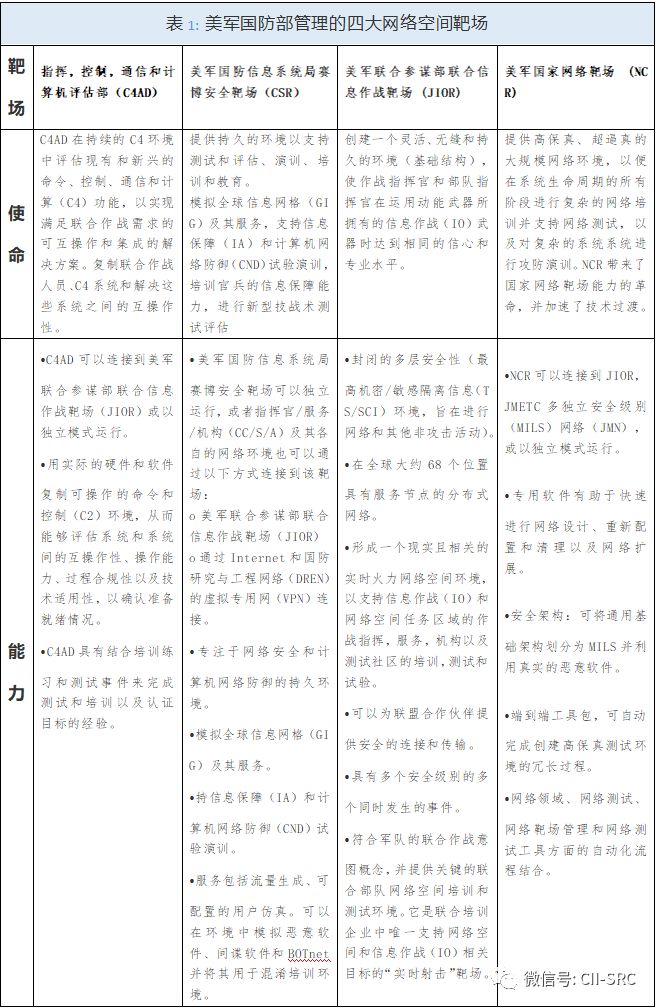 表 1: 美军国防部管理的四大网络空间靶场
靶
场
指挥，控制，通信和计
算机评估部（C4AD）
美军国防信息系统局赛
博安全靶场（CSR）
美军联合参谋部联合信
息作战靶场（JIOR）
美军国家网络靶场 （NC
R）
使
命
C4AD 在持续的 C4 环境
中评估现有和新兴的
命令、控制、通信和计
算（C4）功能，以实现
满足联合作战需求的
可互操作和集成的解
决方案。复制联合作战
人员、C4 系统和解决这
些系统之间的互操作
性。
提供持久的环境以支持
测试和评估、演训、培
训和教育。
模拟全球信息网格（GI
G）及其服务，支持信息
保障（IA）和计算机网
络防御（CND）试验演训，
培训官兵的信息保障能
力，进行新型技战术测
试评估
创建一个灵活、无缝和持
久的环境（基础结构），
使作战指挥官和部队指
挥官在运用动能武器所
拥有的信息作战（IO）武
器时达到相同的信心和
专业水平。
提供高保真、超逼真的
大规模网络环境，以便
在系统生命周期的所有
阶段进行复杂的网络培
训并支持网络测试，以
及对复杂的系统系统进
行攻防演训。NCR 带来了
国家网络靶场能力的革
命，并加速了技术过渡。
能
力
•C4AD 可以连接到美军
联合参谋部联合信息
作战靶场（JIOR）或以
独立模式运行。
•用实际的硬件和软件
复制可操作的命令和
控制（C2）环境，从而
能够评估系统和系统
间的互操作性、操作能
力、过程合规性以及技
术适用性，以确认准备
就绪情况。
•C4AD 具有结合培训练
习和测试事件来完成
测试和培训以及认证
目标的经验。
•美军国防信息系统局
赛博安全靶场可以独立
运行，或者指挥官/服务
/机构（CC/S/A）及其各
自的网络环境也可以通
过以下方式连接到该靶
场：
o 美军联合参谋部联合
信息作战靶场（JIOR）
o 通过 Internet 和国防
研究与工程网络（DREN）
的虚拟专用网（VPN）连
接。
•专注于网络安全和计
算机网络防御的持久环
境。
•模拟全球信息网格（GI
G）及其服务。
•持信息保障（IA）和计
算机网络防御（CND）试
验演训。
•服务包括流量生成、可
配置的用户仿真。可以
在环境中模拟恶意软
件、间谍软件和 BOTnet
并将其用于混淆培训环
境。
•封闭的多层安全性（最
高机密/敏感隔离信息（T
S/SCI）环境，旨在进行
网络和其他非攻击活动）。
•在全球大约 68 个位置
具有服务节点的分布式
网络。
•形成一个现实且相关的
实时火力网络空间环境，
以支持信息作战（IO）和
网络空间任务区域的作
战指挥，服务，机构以及
测试社区的培训，测试和
试验。
•可以为联盟合作伙伴提
供安全的连接和传输。
•具有多个安全级别的多
个同时发生的事件。
•符合军队的联合作战意
图概念，并提供关键的联
合部队网络空间培训和
测试环境。它是联合培训
企业中唯一支持网络空
间和信息作战（IO）相关
目标的“实时射击”靶场。
•NCR 可以连接到 JIOR，
JMETC 多独立安全级别
（MILS）网络（JMN），
或以独立模式运行。
•专用软件有助于快速
进行网络设计、重新配
置和清理以及网络扩
展。
•安全架构：可将通用基
础架构划分为 MILS 并利
用真实的恶意软件。
•端到端工具包，可自动
完成创建高保真测试环
境的冗长过程。
•网络领域、网络测试、
网络靶场管理和网络测
试工具方面的自动化流
程结合。
微信号: CII-SRC